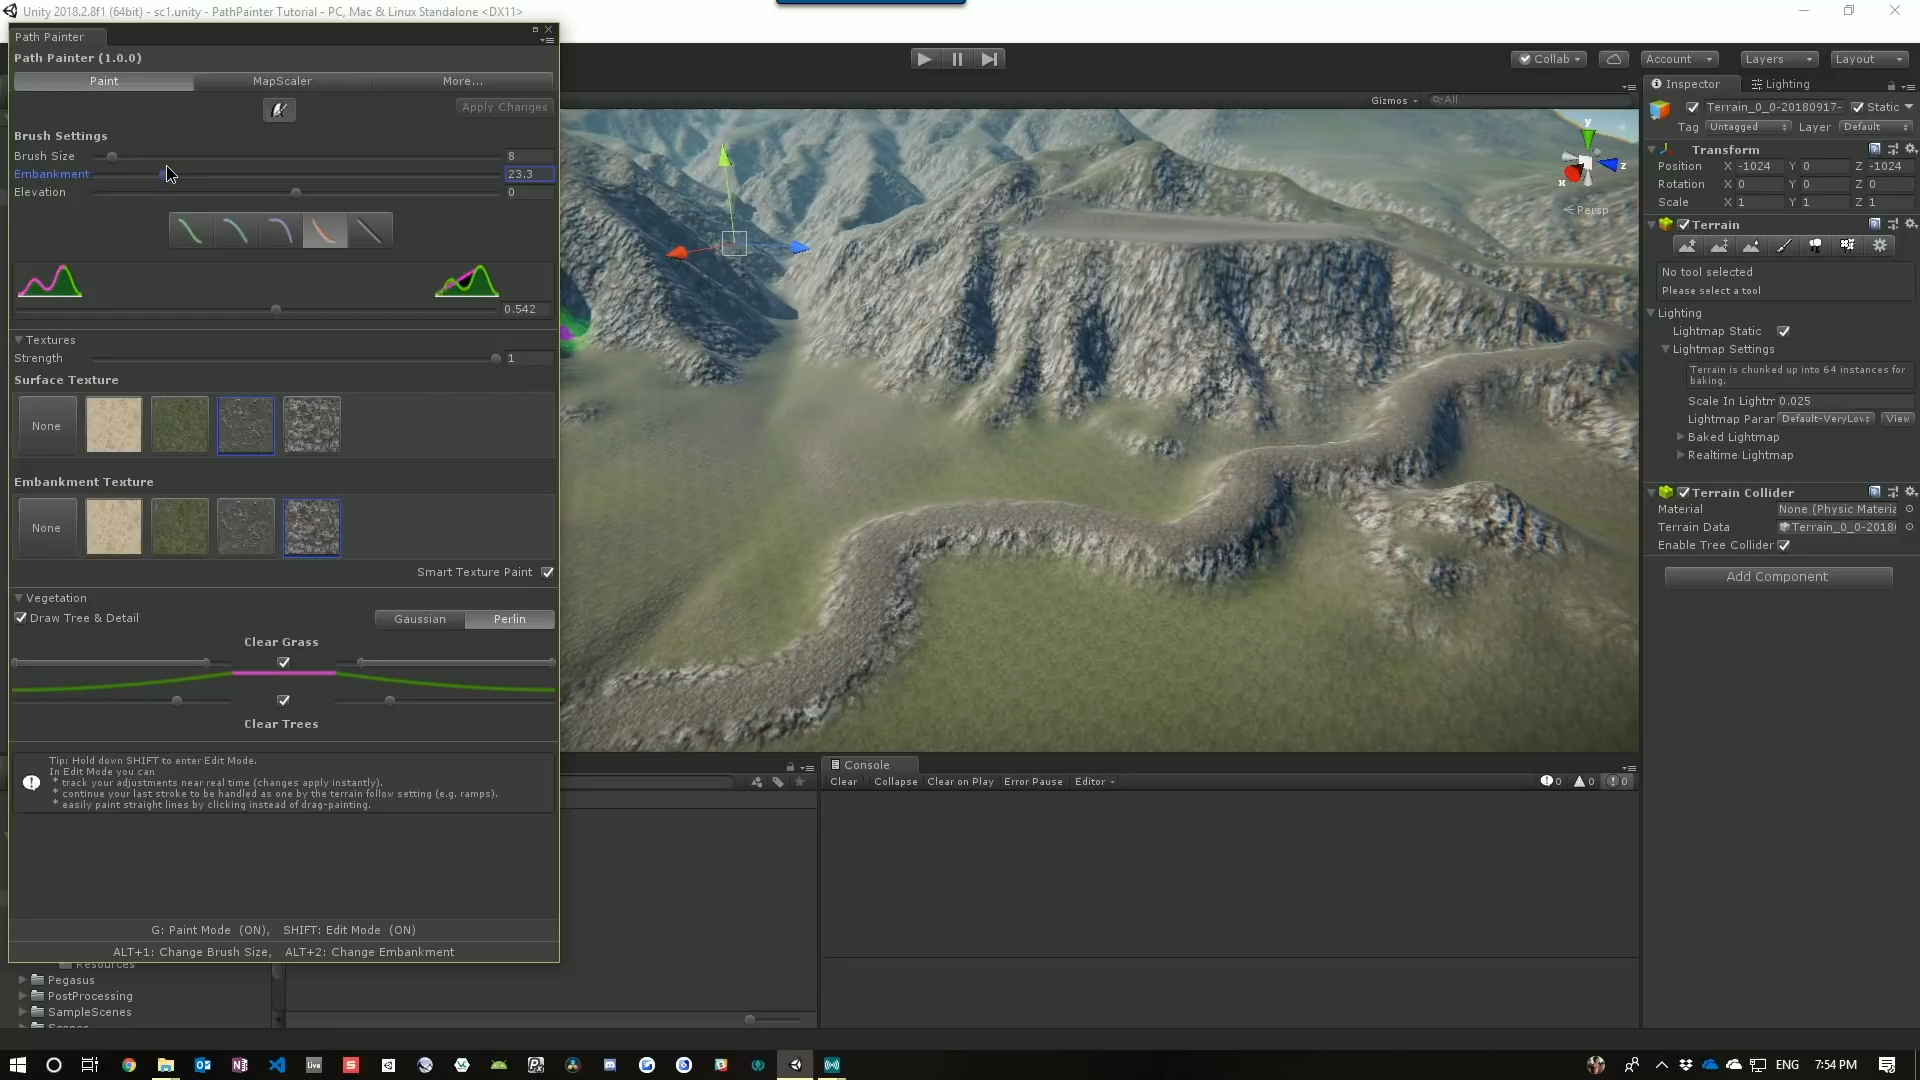 Unity 2018.2.8f1 (64bit) - sc1.unity - PathPainter Tutorial - PC, Mac & Linux Standalone <DX11>
Path Painter
Path Painter (1.0.0)
Paint MapScaler More...
Apply Changes
Brush Settings
Brush Size 8
Embankment 23.3
Elevation 0
0.542
Textures
Strength 1
Surface Texture
None
Embankment Texture
None
Smart Texture Paint
Vegetation
Draw Tree & Detail Gaussian Perlin
Clear Grass
Clear Trees
Tip: Hold down SHIFT to enter Edit Mode.
In Edit Mode you can
* track your adjustments near real time (changes apply instantly).
* continue your last stroke to be handled as one by the terrain follow setting (e.g. ramps).
* easily paint straight lines by clicking instead of drag-painting.
G: Paint Mode (ON), SHIFT: Edit Mode (ON)
ALT+1: Change Brush Size, ALT+2: Change Embankment
Resources
Pegasus
PostProcessing
SampleScenes
Scenes
Collab Account Layers Layout
Gizmos All
y
z
x
Persp
Inspector Lighting
Terrain_0_0-20180917- Static
Tag Untagged Layer Default
Transform
Position X -1024 Y 0 Z -1024
Rotation X 0 Y 0 Z 0
Scale X 1 Y 1 Z 1
Terrain
No tool selected
Please select a tool
Lighting
Lightmap Static
Lightmap Settings
Terrain is chunked up into 64 instances for
baking.
Scale In Lightm 0.025
Lightmap Parar Default-VeryLow View
Baked Lightmap
Realtime Lightmap
Terrain Collider
Material None (Physic Materia
Terrain Data Terrain_0_0-2018
Enable Tree Collider
Add Component
Console
Clear Collapse Clear on Play Error Pause Editor 0 0 0
Live S ENG 7:54 PM